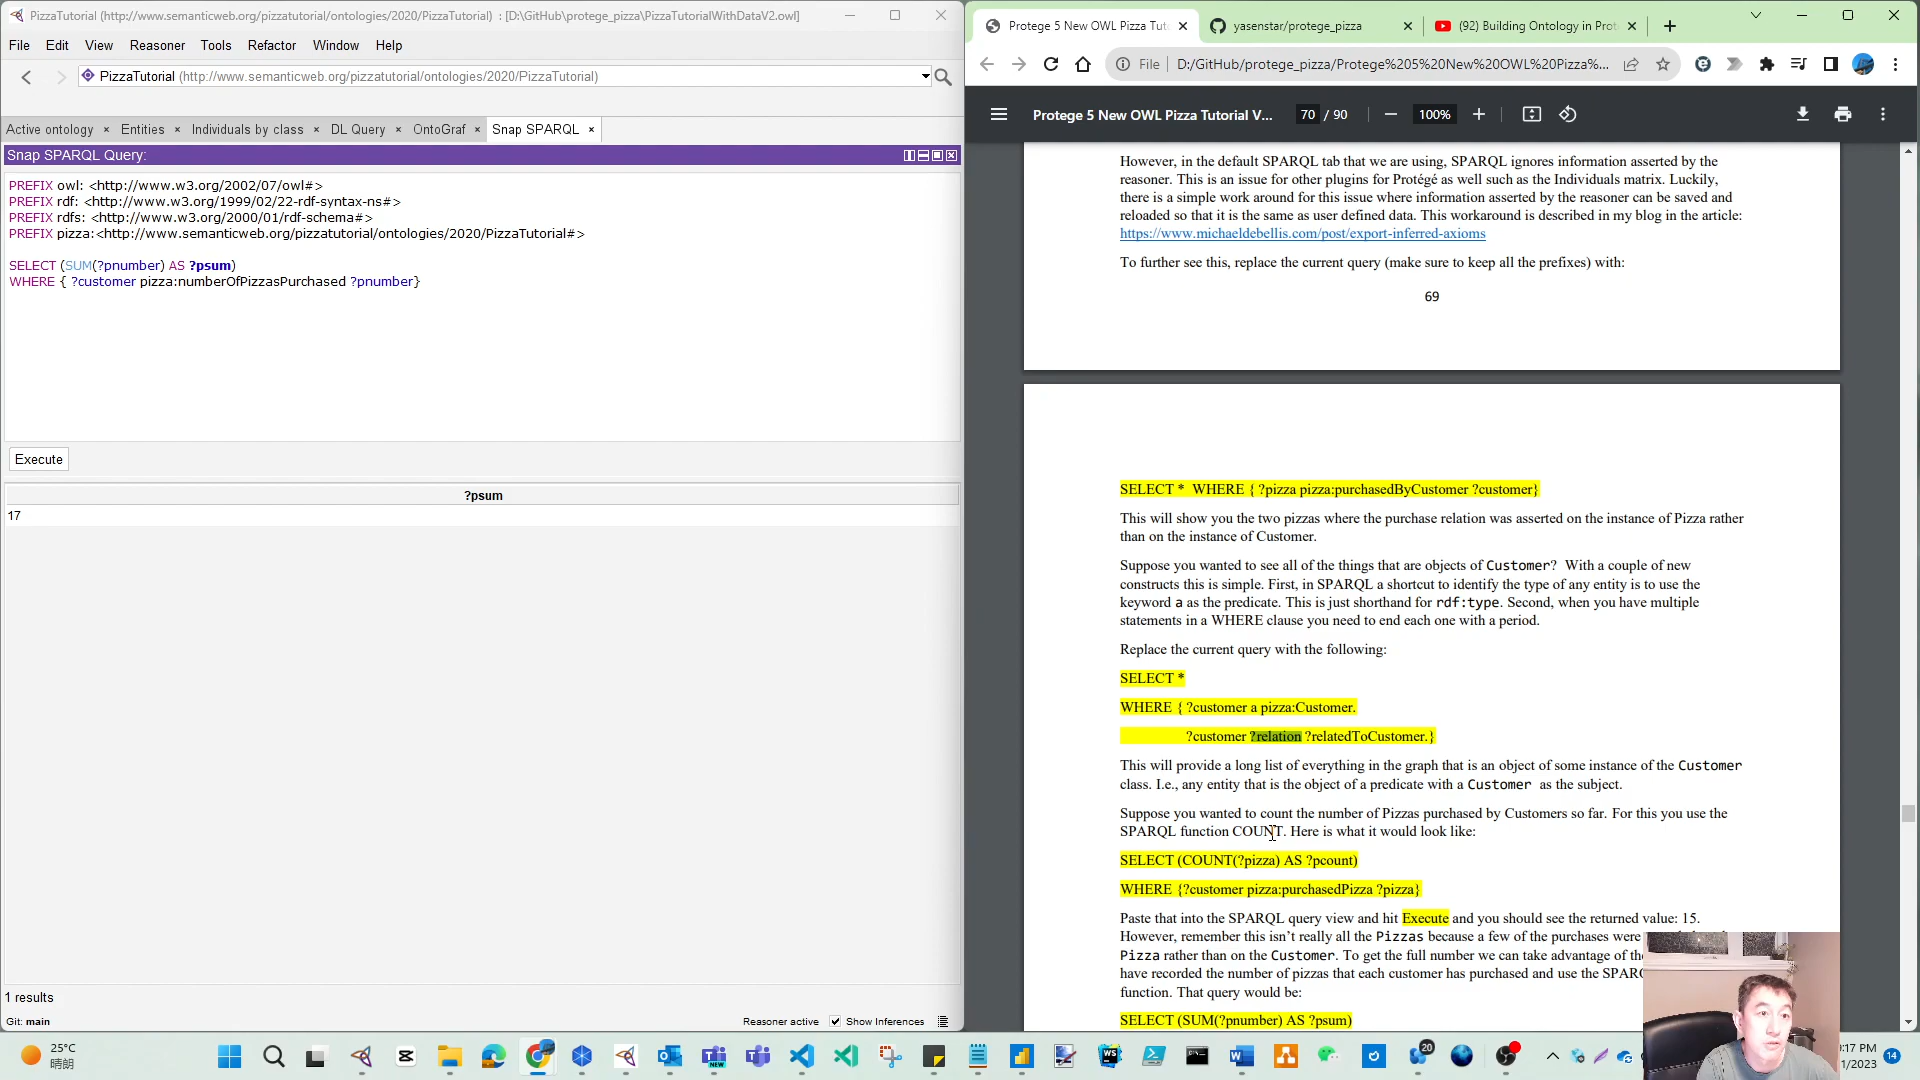 PizzaTutorial (http://www.semanticweb.org/pizzatutorial/ontologies/2020/PizzaTutorial) : [D:\GitHub\protege_pizza\PizzaTutorialWithDataV2.owl]
File Edit View Reasoner Tools Refactor Window Help
PizzaTutorial (http://www.semanticweb.org/pizzatutorial/ontologies/2020/PizzaTutorial)
Active ontology × Entities × Individuals by class × DL Query × OntoGraf × Snap SPARQL ×
Snap SPARQL Query:
PREFIX owl: <http://www.w3.org/2002/07/owl#>
PREFIX rdf: <http://www.w3.org/1999/02/22-rdf-syntax-ns#>
PREFIX rdfs: <http://www.w3.org/2000/01/rdf-schema#>
PREFIX pizza:<http://www.semanticweb.org/pizzatutorial/ontologies/2020/PizzaTutorial#>
SELECT (SUM(?pnumber) AS ?psum)
WHERE { ?customer pizza:numberOfPizzasPurchased ?pnumber}
Execute
?psum
17
1 results
Git: main
Reasoner active Show Inferences
Protege 5 New OWL Pizza Tut
yasenstar/protege_pizza
(92) Building Ontology in Prot
File D:/GitHub/protege_pizza/Protege%205%20New%20OWL%20Pizza%...
Protege 5 New OWL Pizza Tutorial V... 70 / 90 100%
However, in the default SPARQL tab that we are using, SPARQL ignores information asserted by the
reasoner. This is an issue for other plugins for Protégé as well such as the Individuals matrix. Luckily,
there is a simple work around for this issue where information asserted by the reasoner can be saved and
reloaded so that it is the same as user defined data. This workaround is described in my blog in the article:
https://www.michaeldebellis.com/post/export-inferred-axioms
To further see this, replace the current query (make sure to keep all the prefixes) with:
69
SELECT * WHERE { ?pizza pizza:purchasedByCustomer ?customer}
This will show you the two pizzas where the purchase relation was asserted on the instance of Pizza rather
than on the instance of Customer.
Suppose you wanted to see all of the things that are objects of Customer? With a couple of new
constructs this is simple. First, in SPARQL a shortcut to identify the type of any entity is to use the
keyword a as the predicate. This is just shorthand for rdf:type. Second, when you have multiple
statements in a WHERE clause you need to end each one with a period.
Replace the current query with the following:
SELECT *
WHERE { ?customer a pizza:Customer.
?customer ?relation ?relatedToCustomer.}
This will provide a long list of everything in the graph that is an object of some instance of the Customer
class. I.e., any entity that is the object of a predicate with a Customer as the subject.
Suppose you wanted to count the number of Pizzas purchased by Customers so far. For this you use the
SPARQL function COUNT. Here is what it would look like:
SELECT (COUNT(?pizza) AS ?pcount)
WHERE {?customer pizza:purchasedPizza ?pizza}
Paste that into the SPARQL query view and hit Execute and you should see the returned value: 15.
However, remember this isn't really all the Pizzas because a few of the purchases were
Pizza rather than on the Customer. To get the full number we can take advantage of
have recorded the number of pizzas that each customer has purchased and use the
function. That query would be:
SELECT (SUM(?pnumber) AS ?psum)
25°C
晴朗
NEW
WS
20
:17 PM
1/2023
14